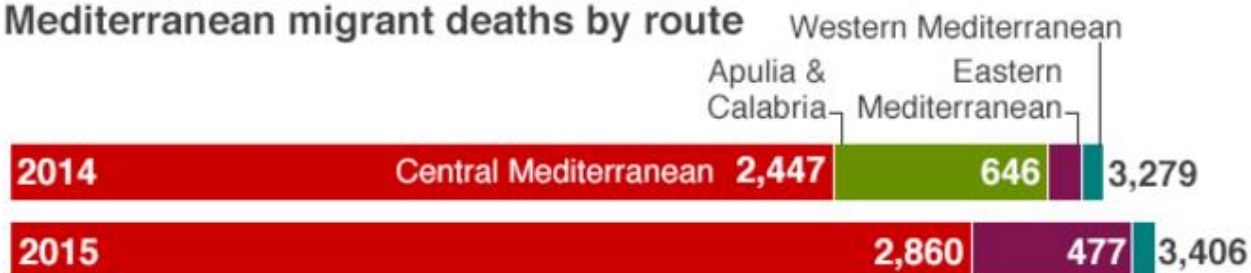 Mediterranean migrant deaths by route
Western Mediterranean
Apulia & Calabria
Eastern Mediterranean
2014 Central Mediterranean 2,447 646 3,279
2015 2,860 477 3,406